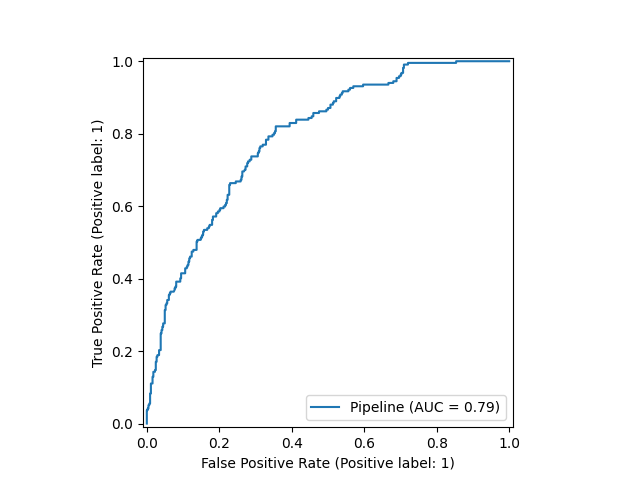 1.0
0.8
0.6
0.4
0.2
0.0
True Positive Rate (Positive label: 1)
Pipeline (AUC = 0.79)
0.0 0.2 0.4 0.6 0.8 1.0
False Positive Rate (Positive label: 1)